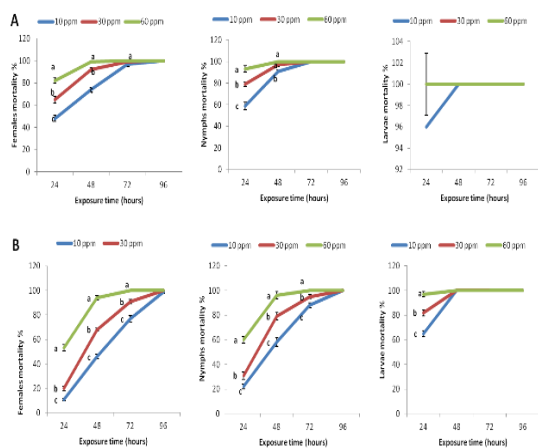 A
10 ppm 30 ppm 60 ppm
Females mortality %
120
100
80
60
40
20
0
a
b
a
b
c
a
24 48 72 96
Exposure time (hours)
10 ppm 30 ppm 60 ppm
Nymphs mortality %
120
100
80
60
40
20
0
a
b
c
a
b
24 48 72 96
Exposure time (hours)
10 ppm 30 ppm 60 ppm
Larvae mortality %
104
102
100
98
96
94
92
24 48 72 96
Exposure time (hours)
B
10 ppm 30 ppm
Females mortality %
120
100
80
60
40
20
0
a
b
c
a
b
c
a
b
c
24 48 72 96
Exposure time (hours)
10 ppm 30 ppm 60 ppm
Nymphs mortality %
120
100
80
60
40
20
0
a
b
c
a
b
c
a
b
c
24 48 72 96
Exposure time (hours)
10 ppm 30 ppm 60 ppm
Larvae mortality %
120
100
80
60
40
20
0
a
b
c
24 48 72 96
Exposure time (hours)